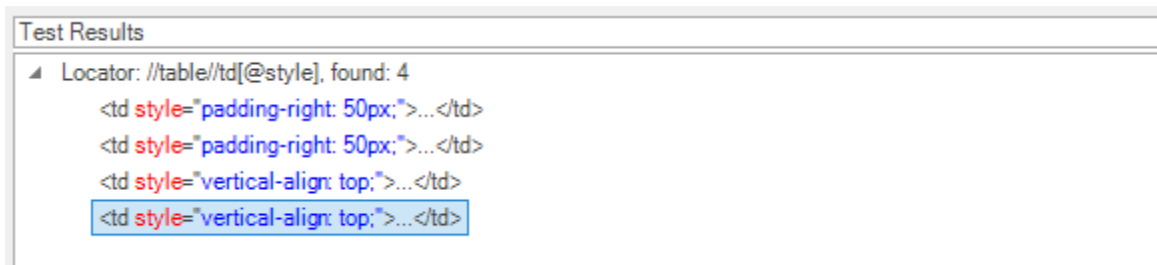 Test Results
Locator: //table//td[@style], found: 4
<td style="padding-right: 50px;">...</td>
<td style="padding-right: 50px;">...</td>
<td style="vertical-align: top;">...</td>
<td style="vertical-align: top;">...</td>